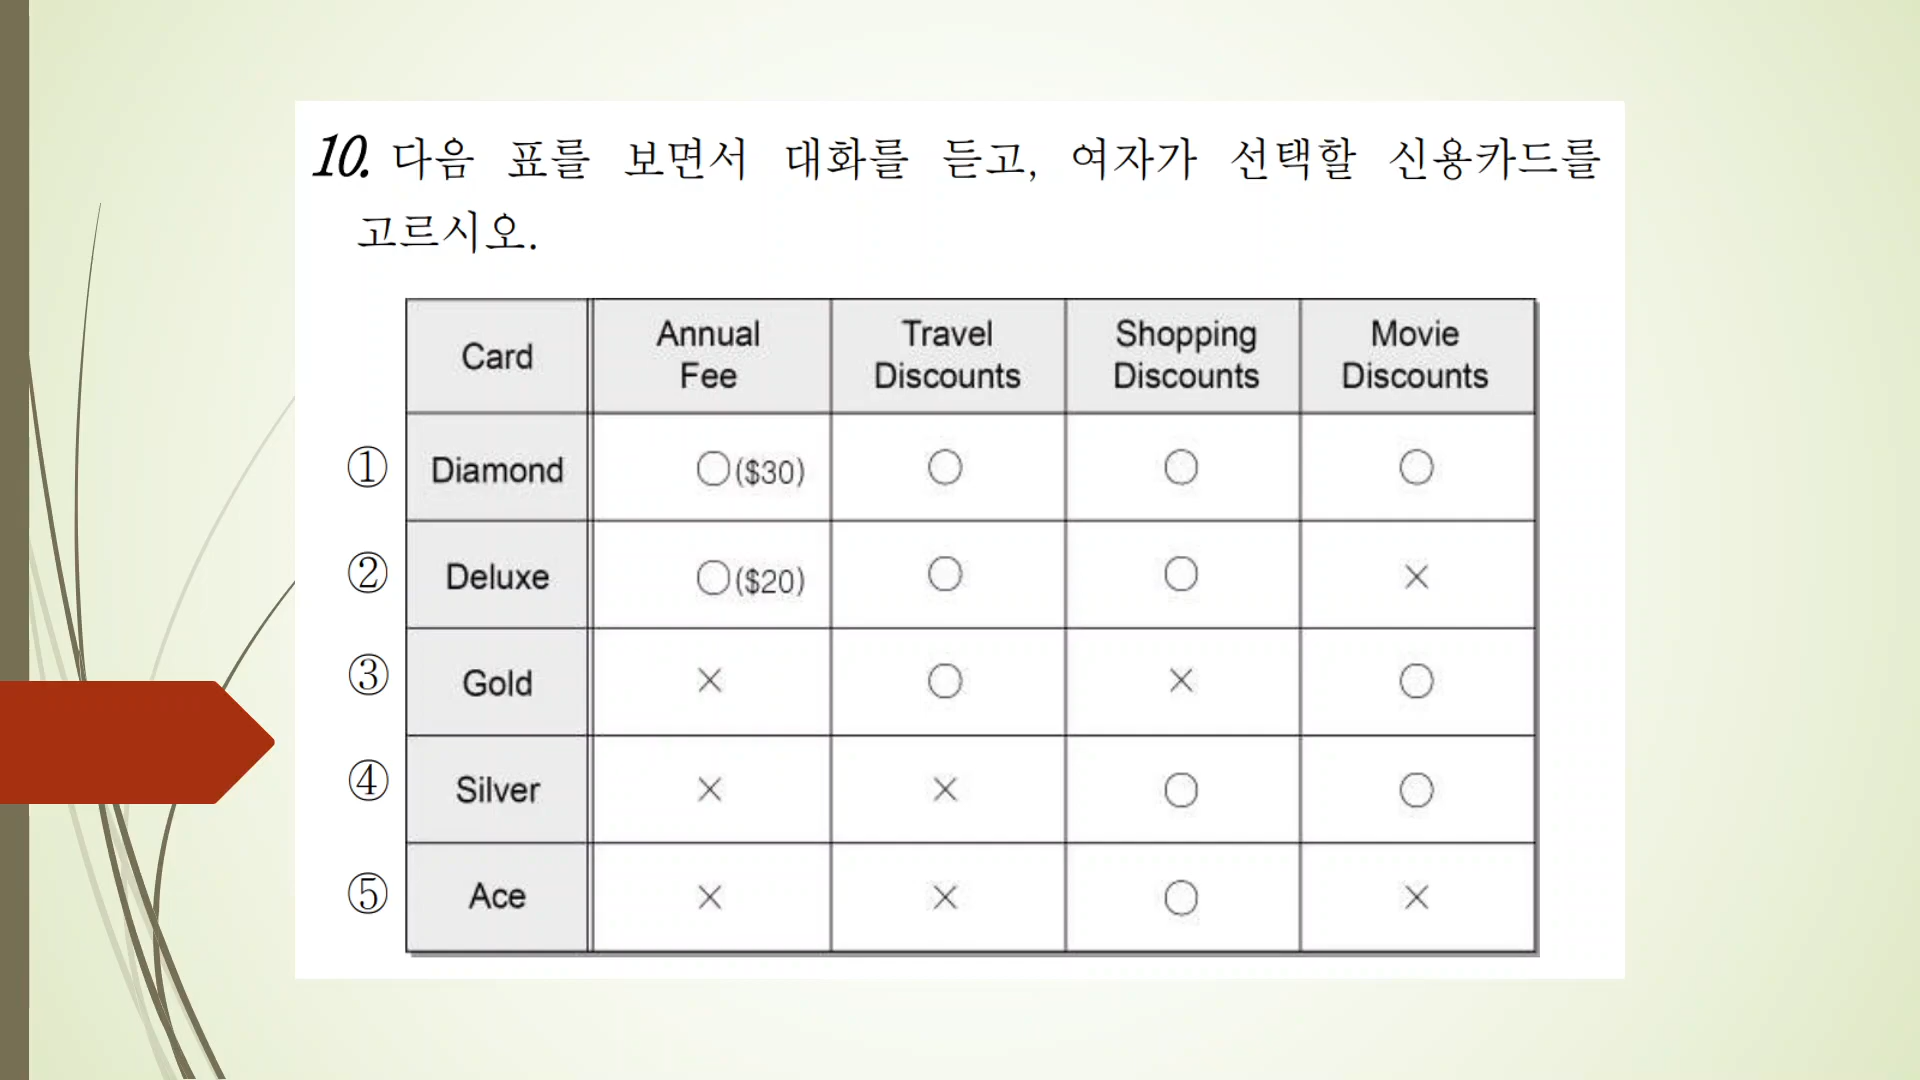 10. 다음 표를 보면서 대화를 듣고, 여자가 선택할 신용카드를
고르시오.
Card Annual Fee Travel Discounts Shopping Discounts Movie Discounts
① Diamond ○($30) ○ ○ ○
② Deluxe ○($20) ○ ○ ×
③ Gold × ○ × ○
④ Silver × × ○ ○
⑤ Ace × × ○ ×